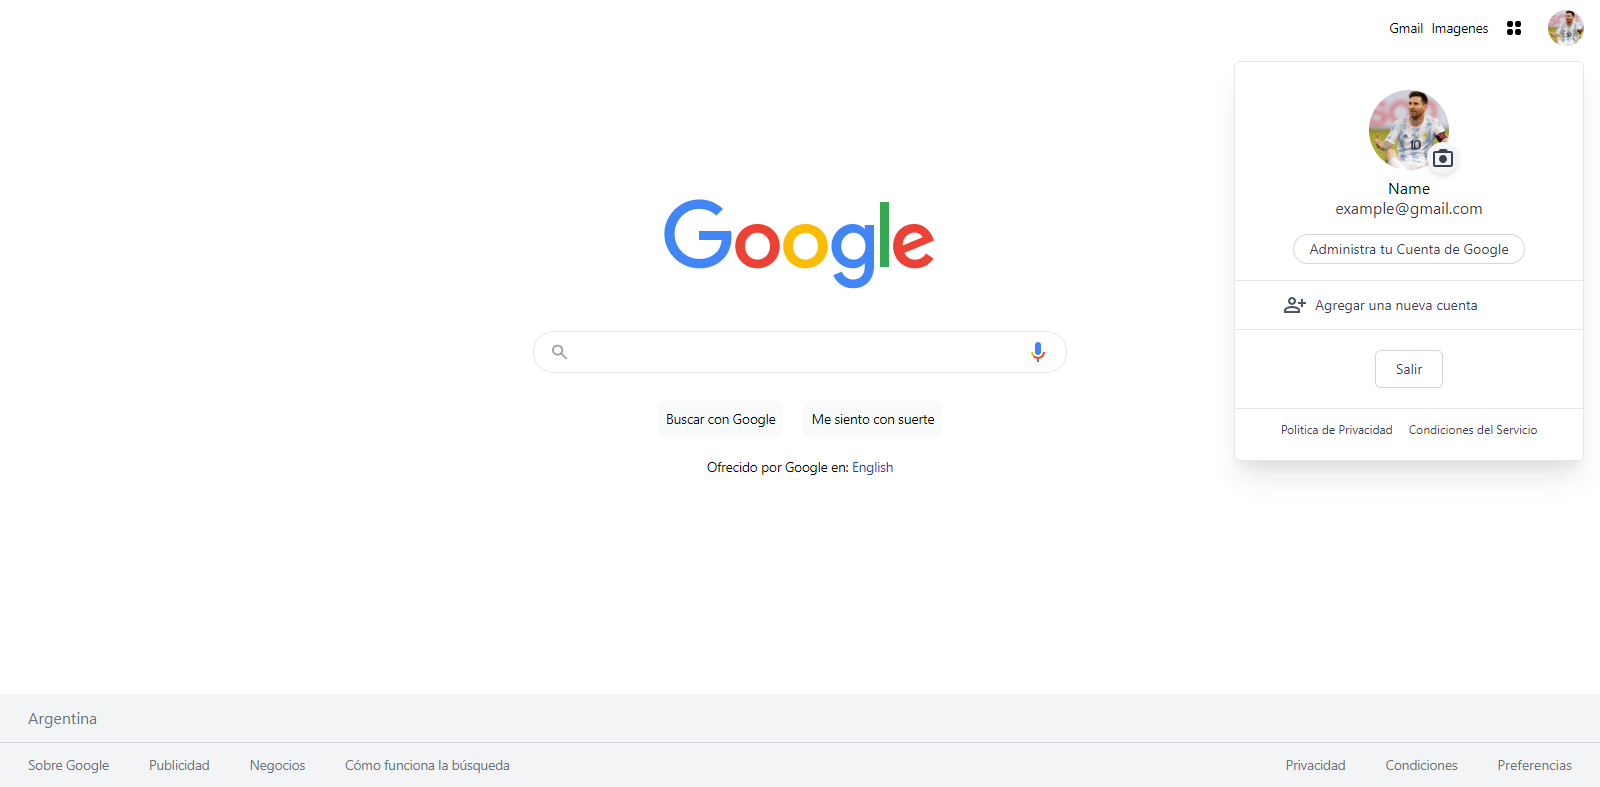 Gmail Imagenes
Name
example@gmail.com
Administra tu Cuenta de Google
Agregar una nueva cuenta
Salir
Politica de Privacidad Condiciones del Servicio
Google
Buscar con Google Me siento con suerte
Ofrecido por Google en: English
Argentina
Sobre Google Publicidad Negocios Cómo funciona la búsqueda Privacidad Condiciones Preferencias